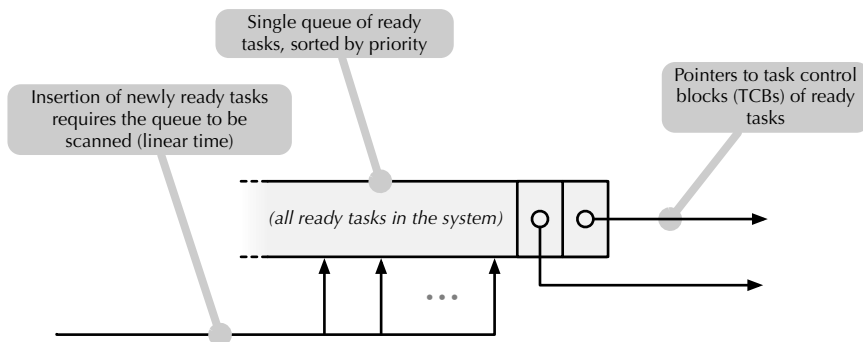 Single queue of ready
tasks, sorted by priority
Insertion of newly ready tasks
requires the queue to be
scanned (linear time)
Pointers to task control
blocks (TCBs) of ready
tasks
(all ready tasks in the system)
...